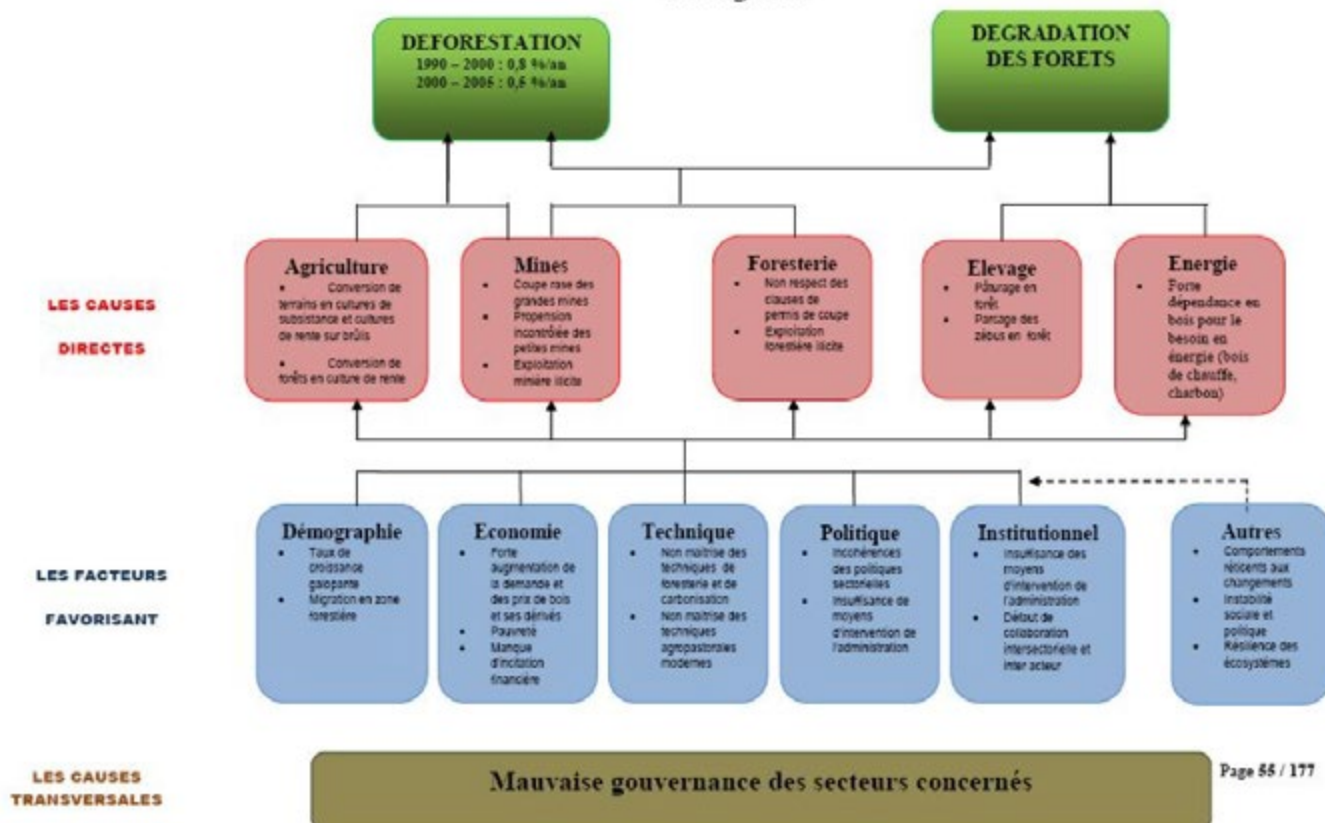 DEFORESTATION
1990 – 2000 : 0,8 %/an
2000 – 2005 : 0,5 %/an
DEGRADATION
DES FORETS
LES CAUSES
DIRECTES
Agriculture
• Conversion de
terrains en cultures de
subsistance et cultures
de rente sur brûlis
• Conversion de
forêts en culture de rente
Mines
• Coupe rase des
grandes mines
• Propension
incontrôlée des
petites mines
• Exploitation
minière illicite
Foresterie
• Non respect des
clauses de
permis de coupe
• Exploitation
forestière illicite
Elevage
• Pâturage en
forêt
• Parcage des
zébus en forêt
Energie
• Forte
dépendance en
bois pour le
besoin en
énergie (bois
de chauffe,
charbon)
LES FACTEURS
FAVORISANT
Démographie
• Taux de
croissance
galopante
• Migration en zone
forestière
Economie
• Forte
augmentation de
la demande et
des prix de bois
et ses dérivés
• Pauvreté
• Manque
d'incitation
financière
Technique
• Non maîtrise des
techniques de
foresterie et de
carbonisation
• Non maîtrise des
techniques
agropastorales
modernes
Politique
• Incohérences
des politiques
sectorielles
• Insuffisance de
moyens
d'intervention de
l'administration
Institutionnel
• Insuffisance des
moyens
d'intervention de
l'administration
• Défaut de
collaboration
intersectorielle et
inter acteur
Autres
• Comportements
réticents aux
changements
• Instabilité
sociale et
politique
• Résilience des
écosystèmes
LES CAUSES
TRANSVERSALES
Mauvaise gouvernance des secteurs concernés
Page 55 / 177